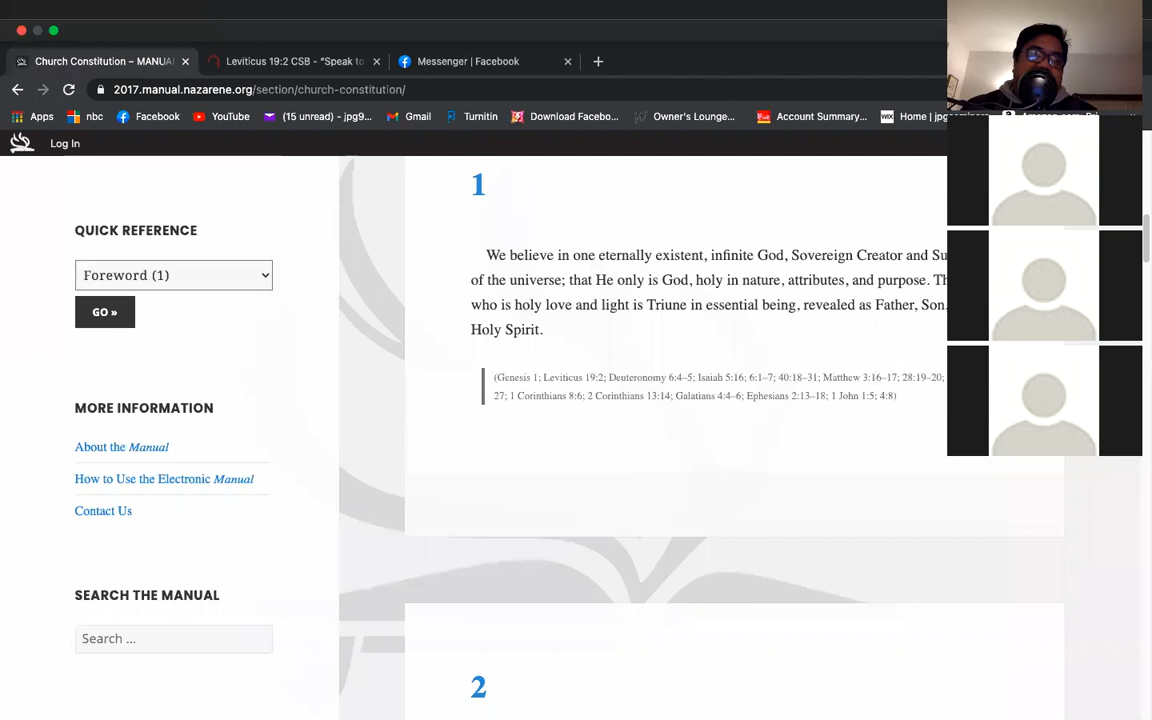 Church Constitution – MANUA
Leviticus 19:2 CSB - "Speak to
Messenger | Facebook
2017.manual.nazarene.org/section/church-constitution/
Apps
nbc
Facebook
YouTube
(15 unread) - jpg9...
Gmail
Turnitin
Download Facebo...
Owner's Lounge...
Account Summary...
WIX
Home |
Log In
QUICK REFERENCE
Foreword (1)
GO »
MORE INFORMATION
About the Manual
How to Use the Electronic Manual
Contact Us
SEARCH THE MANUAL
Search ...
1
We believe in one eternally existent, infinite God, Sovereign Creator and Su
of the universe; that He only is God, holy in nature, attributes, and purpose. Th
who is holy love and light is Triune in essential being, revealed as Father, Son,
Holy Spirit.
(Genesis 1; Leviticus 19:2; Deuteronomy 6:4–5; Isaiah 5:16; 6:1–7; 40:18–31; Matthew 3:16–17; 28:19–20;
27; 1 Corinthians 8:6; 2 Corinthians 13:14; Galatians 4:4–6; Ephesians 2:13–18; 1 John 1:5; 4:8)
2